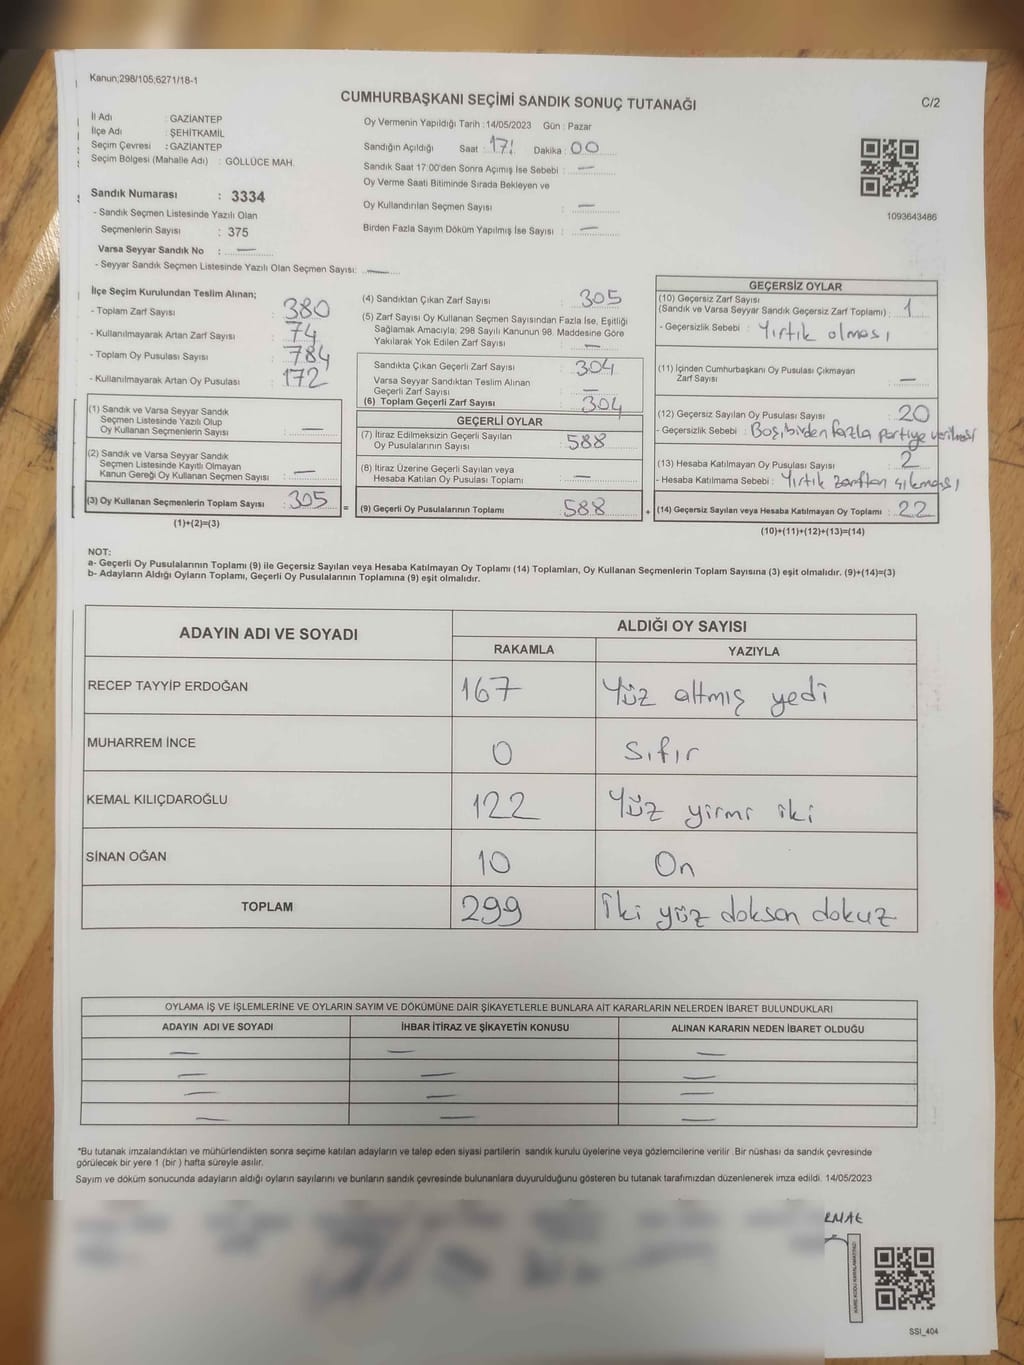 Kanun;298/105;6271/18-1
CUMHURBAŞKANI SEÇİMİ SANDIK SONUÇ TUTANAĞI
C/2
İl Adı : GAZİANTEP
İlçe Adı : ŞEHİTKAMİL
Seçim Çevresi : GAZİANTEP
Seçim Bölgesi (Mahalle Adı) : GÖLLÜCE MAH.
Sandık Numarası : 3334
- Sandık Seçmen Listesinde Yazılı Olan
Seçmenlerin Sayısı : 375
Varsa Seyyar Sandık No : —
- Seyyar Sandık Seçmen Listesinde Yazılı Olan Seçmen Sayısı: —
Oy Vermenin Yapıldığı Tarih : 14/05/2023 Gün : Pazar
Sandığın Açıldığı Saat : 17: Dakika : 00
Sandık Saat 17:00'den Sonra Açımış İse Sebebi : —
Oy Verme Saati Bitiminde Sırada Bekleyen ve
Oy Kullandırılan Seçmen Sayısı : —
Birden Fazla Sayım Döküm Yapılmış İse Sayısı : —
1093643486
İlçe Seçim Kurulundan Teslim Alınan;
- Toplam Zarf Sayısı : 380
- Kullanılmayarak Artan Zarf Sayısı : 74
- Toplam Oy Pusulası Sayısı : 784
- Kullanılmayarak Artan Oy Pusulası : 172
(1) Sandık ve Varsa Seyyar Sandık
Seçmen Listesinde Yazılı Olup
Oy Kullanan Seçmenlerin Sayısı : —
(2) Sandık ve Varsa Seyyar Sandık
Seçmen Listesinde Kayıtlı Olmayan
Kanun Gereği Oy Kullanan Seçmen Sayısı : —
(3) Oy Kullanan Seçmenlerin Toplam Sayısı : 305 =
(1)+(2)=(3)
(4) Sandıktan Çıkan Zarf Sayısı : 305
(5) Zarf Sayısı Oy Kullanan Seçmen Sayısından Fazla İse, Eşitliği
Sağlamak Amacıyla; 298 Sayılı Kanunun 98. Maddesine Göre
Yakılarak Yok Edilen Zarf Sayısı : —
Sandıkta Çıkan Geçerli Zarf Sayısı : 304
Varsa Seyyar Sandıktan Teslim Alınan
Geçerli Zarf Sayısı : —
(6) Toplam Geçerli Zarf Sayısı : 304
GEÇERLİ OYLAR
(7) İtiraz Edilmeksizin Geçerli Sayılan
Oy Pusulalarının Sayısı : 588
(8) İtiraz Üzerine Geçerli Sayılan veya
Hesaba Katılan Oy Pusulası Toplamı : —
(9) Geçerli Oy Pusulalarının Toplamı : 588 +
GEÇERSİZ OYLAR
(10) Geçersiz Zarf Sayısı
(Sandık ve Varsa Seyyar Sandık Geçersiz Zarf Toplamı) : 1
- Geçersizlik Sebebi : Yırtık olması
(11) İçinden Cumhurbaşkanı Oy Pusulası Çıkmayan
Zarf Sayısı : —
(12) Geçersiz Sayılan Oy Pusulası Sayısı : 20
- Geçersizlik Sebebi : Boş, birden fazla partiye verilmesi
(13) Hesaba Katılmayan Oy Pusulası Sayısı : 2
- Hesaba Katılmama Sebebi : Yırtık zarftan çıkması
(14) Geçersiz Sayılan veya Hesaba Katılmayan Oy Toplamı : 22
(10)+(11)+(12)+(13)=(14)
NOT:
a- Geçerli Oy Pusulalarının Toplamı (9) ile Geçersiz Sayılan veya Hesaba Katılmayan Oy Toplamı (14) Toplamları, Oy Kullanan Seçmenlerin Toplam Sayısına (3) eşit olmalıdır. (9)+(14)=(3)
b- Adayların Aldığı Oyların Toplamı, Geçerli Oy Pusulalarının Toplamına (9) eşit olmalıdır.
ADAYIN ADI VE SOYADI
ALDIĞI OY SAYISI
RAKAMLA YAZIYLA
RECEP TAYYİP ERDOĞAN 167 Yüz altmış yedi
MUHARREM İNCE 0 Sıfır
KEMAL KILIÇDAROĞLU 122 Yüz yirmi iki
SİNAN OĞAN 10 On
TOPLAM 299 İki yüz doksan dokuz
OYLAMA İŞ VE İŞLEMLERİNE VE OYLARIN SAYIM VE DÖKÜMÜNE DAİR ŞİKAYETLERLE BUNLARA AİT KARARLARIN NELERDEN İBARET BULUNDUKLARI
ADAYIN ADI VE SOYADI İHBAR İTİRAZ VE ŞİKAYETİN KONUSU ALINAN KARARIN NEDEN İBARET OLDUĞU
— — —
— — —
— — —
— — —
*Bu tutanak imzalandıktan ve mühürlendikten sonra seçime katılan adayların ve talep eden siyasi partilerin sandık kurulu üyelerine veya gözlemcilerine verilir .Bir nüshası da sandık çevresinde
görülecek bir yere 1 (bir ) hafta süreyle asılır.
Sayım ve döküm sonucunda adayların aldığı oyların sayılarını ve bunların sandık çevresinde bulunanlara duyurulduğunu gösteren bu tutanak tarafımızdan düzenlenerek imza edildi. 14/05/2023
SSI_404